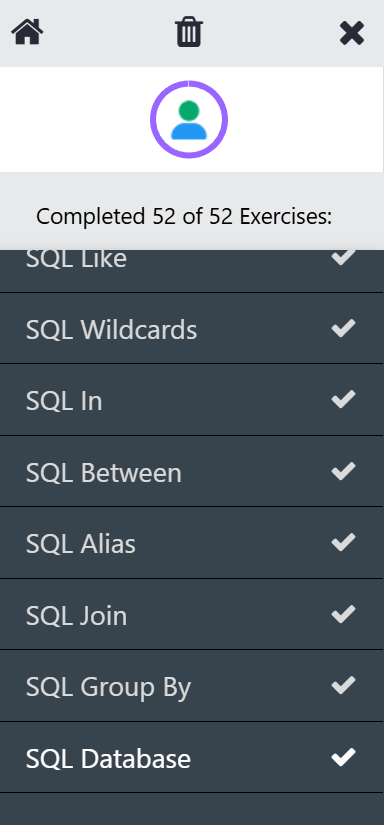 Completed 52 of 52 Exercises:
SQL Like
SQL Wildcards
SQL In
SQL Between
SQL Alias
SQL Join
SQL Group By
SQL Database